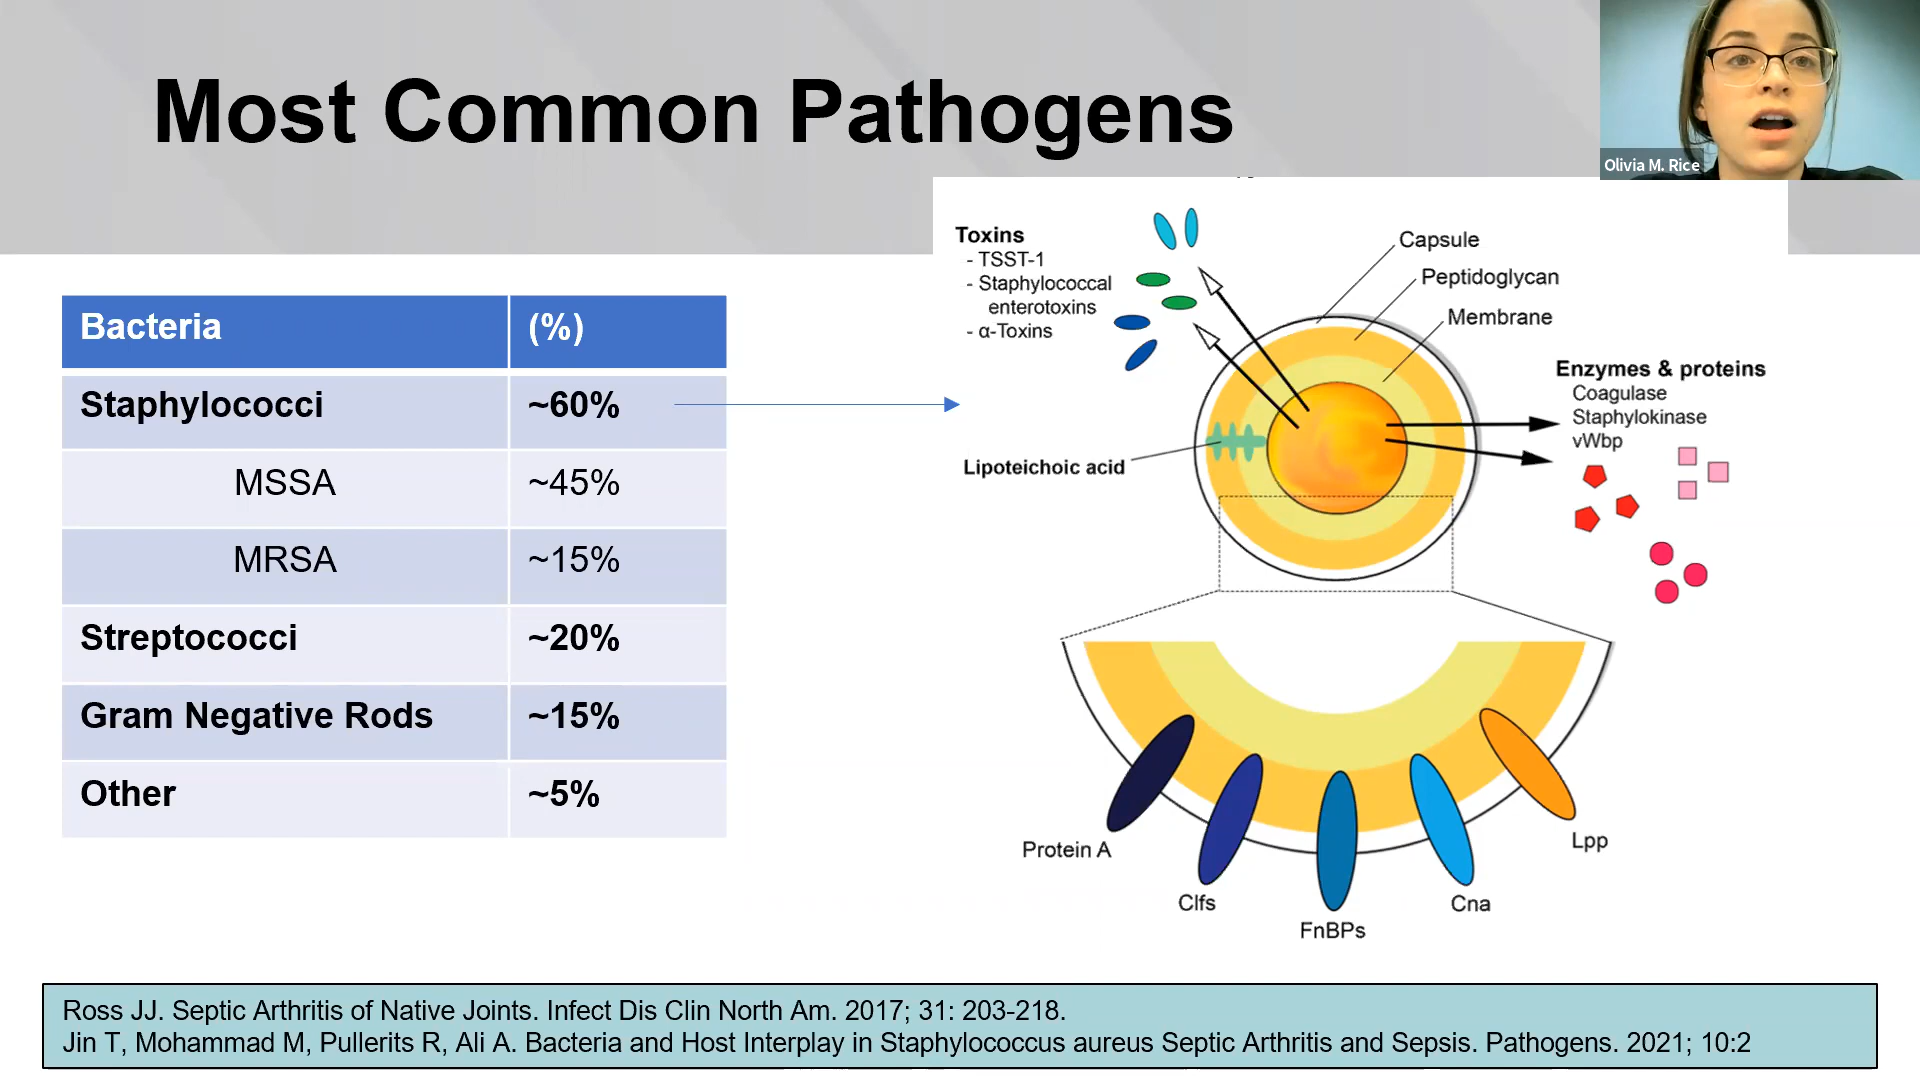 Most Common Pathogens
Olivia M. Rice
Bacteria (%)
Staphylococci ~60%
MSSA ~45%
MRSA ~15%
Streptococci ~20%
Gram Negative Rods ~15%
Other ~5%
Toxins
- TSST-1
- Staphylococcal
enterotoxins
- α-Toxins
Capsule
Peptidoglycan
Membrane
Enzymes & proteins
Coagulase
Staphylokinase
vWbp
Lipoteichoic acid
Protein A
Clfs
FnBPs
Cna
Lpp
Ross JJ. Septic Arthritis of Native Joints. Infect Dis Clin North Am. 2017; 31: 203-218.
Jin T, Mohammad M, Pullerits R, Ali A. Bacteria and Host Interplay in Staphylococcus aureus Septic Arthritis and Sepsis. Pathogens. 2021; 10:2